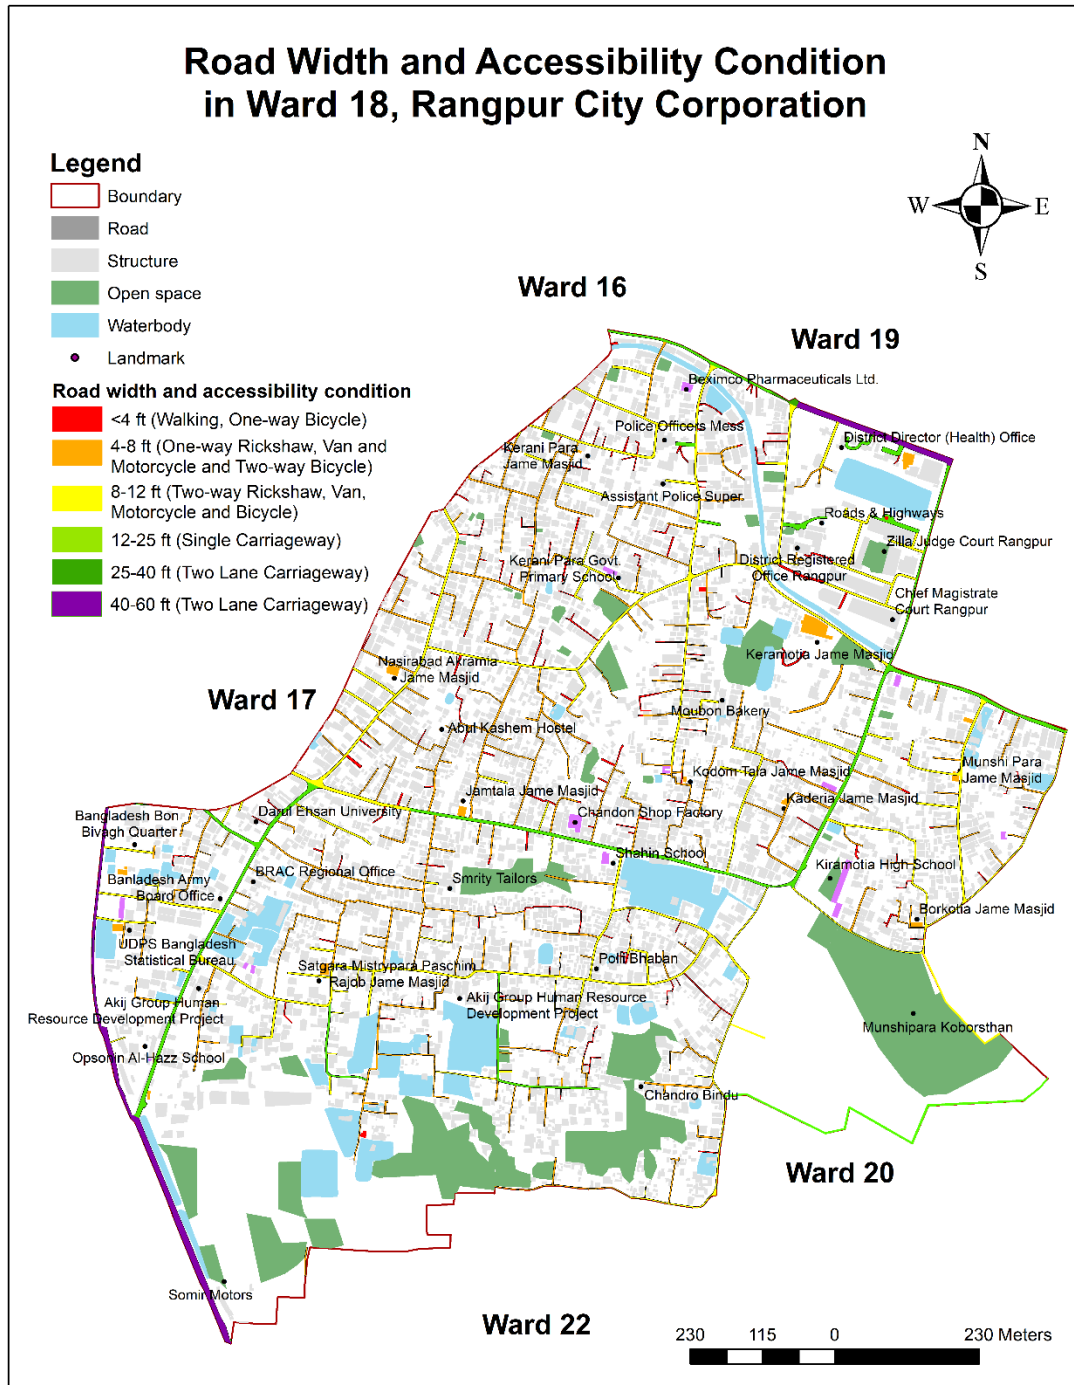 Road Width and Accessibility Condition
in Ward 18, Rangpur City Corporation
Legend
Boundary
Road
Structure
Open space
Waterbody
Landmark
Road width and accessibility condition
<4 ft (Walking, One-way Bicycle)
4-8 ft (One-way Rickshaw, Van and
Motorcycle and Two-way Bicycle)
8-12 ft (Two-way Rickshaw, Van,
Motorcycle and Bicycle)
12-25 ft (Single Carriageway)
25-40 ft (Two Lane Carriageway)
40-60 ft (Two Lane Carriageway)
N
W
E
S
Ward 16
Ward 19
Beximco Pharmaceuticals Ltd.
Police Officers Mess
District Director (Health) Office
Kerani Para
Jame Masjid
Assistant Police Super
Roads & Highways
Zilla Judge Court Rangpur
Kerani Para Govt.
Primary School
District Registered
Office Rangpur
Chief Magistrate
Court Rangpur
Keramotia Jame Masjid
Nasirabad Akramia
Jame Masjid
Ward 17
Moubon Bakery
Abul Kashem Hostel
Munshi Para
Jame Masjid
Kodom Tala Jame Masjid
Jamtala Jame Masjid
Kaderia Jame Masjid
Darul Ehsan University
Chandon Shop Factory
Bangladesh Bon
Bivagh Quarter
Shahin School
Kiramotia High School
BRAC Regional Office
Smrity Tailors
Banladesh Army
Board Office
Borkotia Jame Masjid
UDPS Bangladesh
Statistical Bureau
Satgara Mistrypara Paschim
Rajob Jame Masjid
Polli Bhaban
Akij Group Human
Resource Development Project
Akij Group Human Resource
Development Project
Munshipara Koborsthan
Opsonin Al-Hazz School
Chandro Bindu
Ward 20
Somir Motors
Ward 22
230 115 0 230 Meters